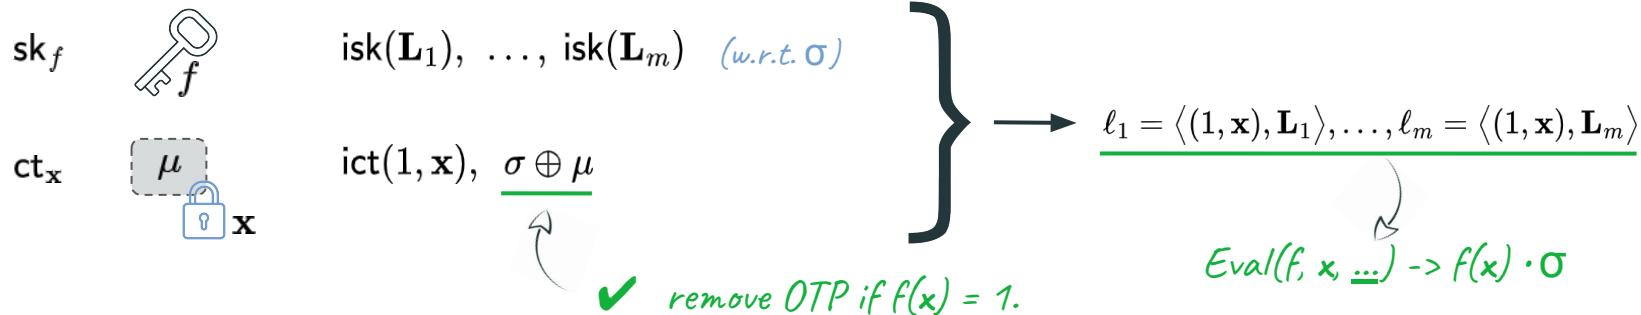 sk_f f isk(L_1), ..., isk(L_m) (w.r.t. σ)
ℓ_1 = ⟨(1, x), L_1⟩, ..., ℓ_m = ⟨(1, x), L_m⟩
ct_x μ x ict(1, x), σ ⊕ μ
Eval(f, x, ...) -> f(x) · σ
✔ remove OTP if f(x) = 1.